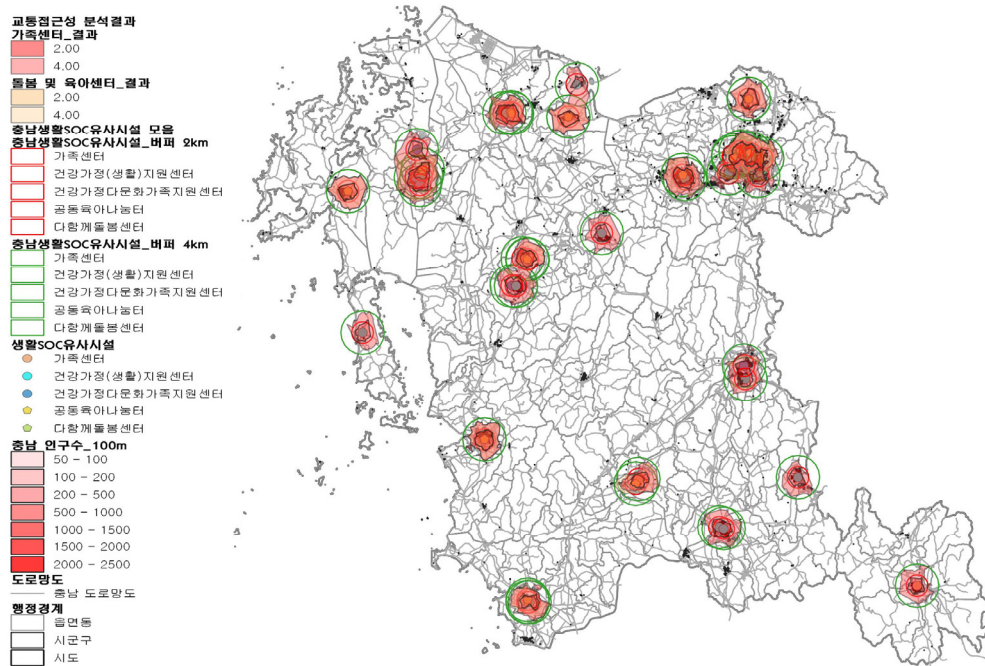 교통접근성 분석결과
가족센터_결과
2.00
4.00
돌봄 및 육아센터_결과
2.00
4.00
충남생활SOC유사시설 모음
충남생활SOC유사시설_버퍼 2km
가족센터
건강가정(생활)지원센터
건강가정다문화가족지원센터
공동육아나눔터
다함께돌봄센터
충남생활SOC유사시설_버퍼 4km
가족센터
건강가정(생활)지원센터
건강가정다문화가족지원센터
공동육아나눔터
다함께돌봄센터
생활SOC유사시설
가족센터
건강가정(생활)지원센터
건강가정다문화가족지원센터
공동육아나눔터
다함께돌봄센터
충남 인구수_100m
50 - 100
100 - 200
200 - 500
500 - 1000
1000 - 1500
1500 - 2000
2000 - 2500
도로망도
충남 도로망도
행정경계
읍면동
시군구
시도